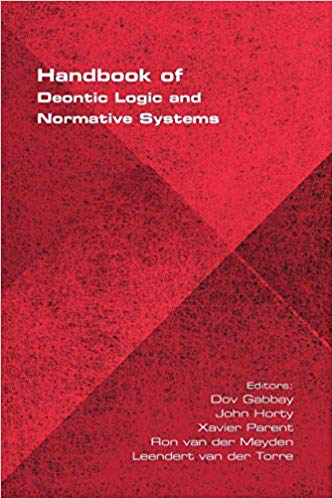 Handbook of
Deontic Logic and
Normative Systems
Editors:
Dov Gabbay
John Horty
Xavier Parent
Ron van der Meyden
Leendert van der Torre